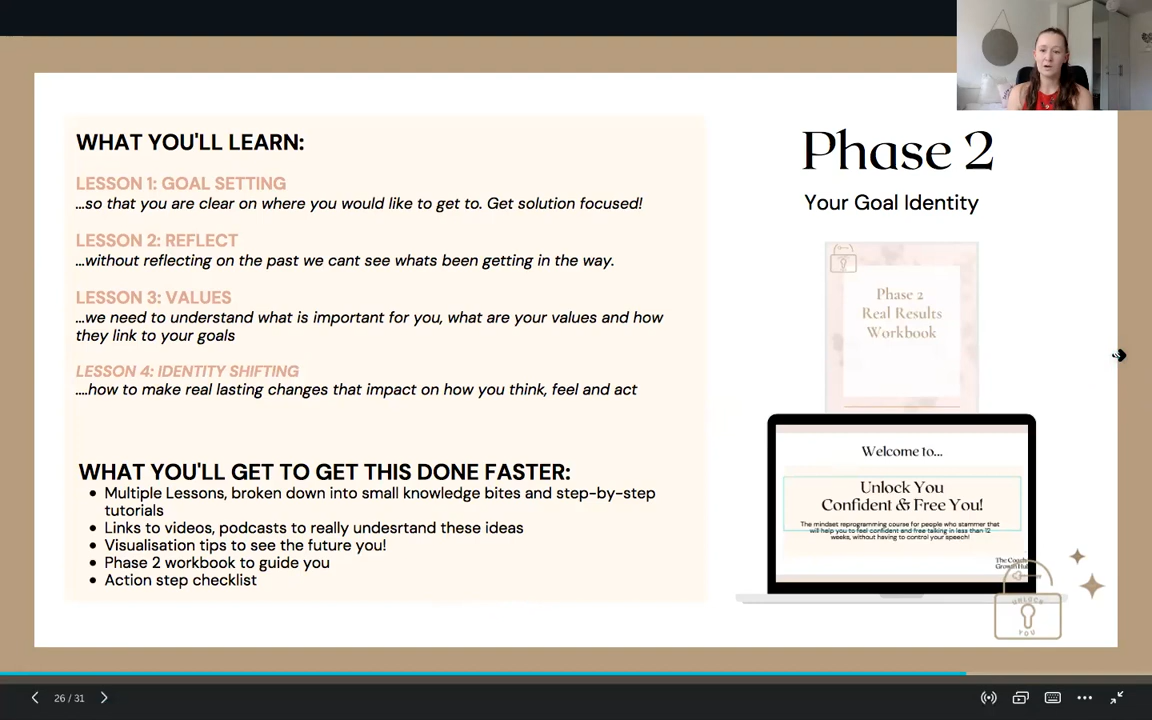 WHAT YOU'LL LEARN:
LESSON 1: GOAL SETTING
...so that you are clear on where you would like to get to. Get solution focused!
LESSON 2: REFLECT
...without reflecting on the past we cant see whats been getting in the way.
LESSON 3: VALUES
...we need to understand what is important for you, what are your values and how
they link to your goals
LESSON 4: IDENTITY SHIFTING
....how to make real lasting changes that impact on how you think, feel and act
WHAT YOU'LL GET TO GET THIS DONE FASTER:
Multiple Lessons, broken down into small knowledge bites and step-by-step
tutorials
Links to videos, podcasts to really undesrtand these ideas
Visualisation tips to see the future you!
Phase 2 workbook to guide you
Action step checklist
Phase 2
Your Goal Identity
Phase 2
Real Results
Workbook
Welcome to...
Unlock You
Confident & Free You!
The mindset reprogramming course for people who stammer that
will help you to feel confident and free talking in less than 12
weeks, without having to control your speech!
The Coach
Growth Hub
UNLOCK
YOU
26 / 31